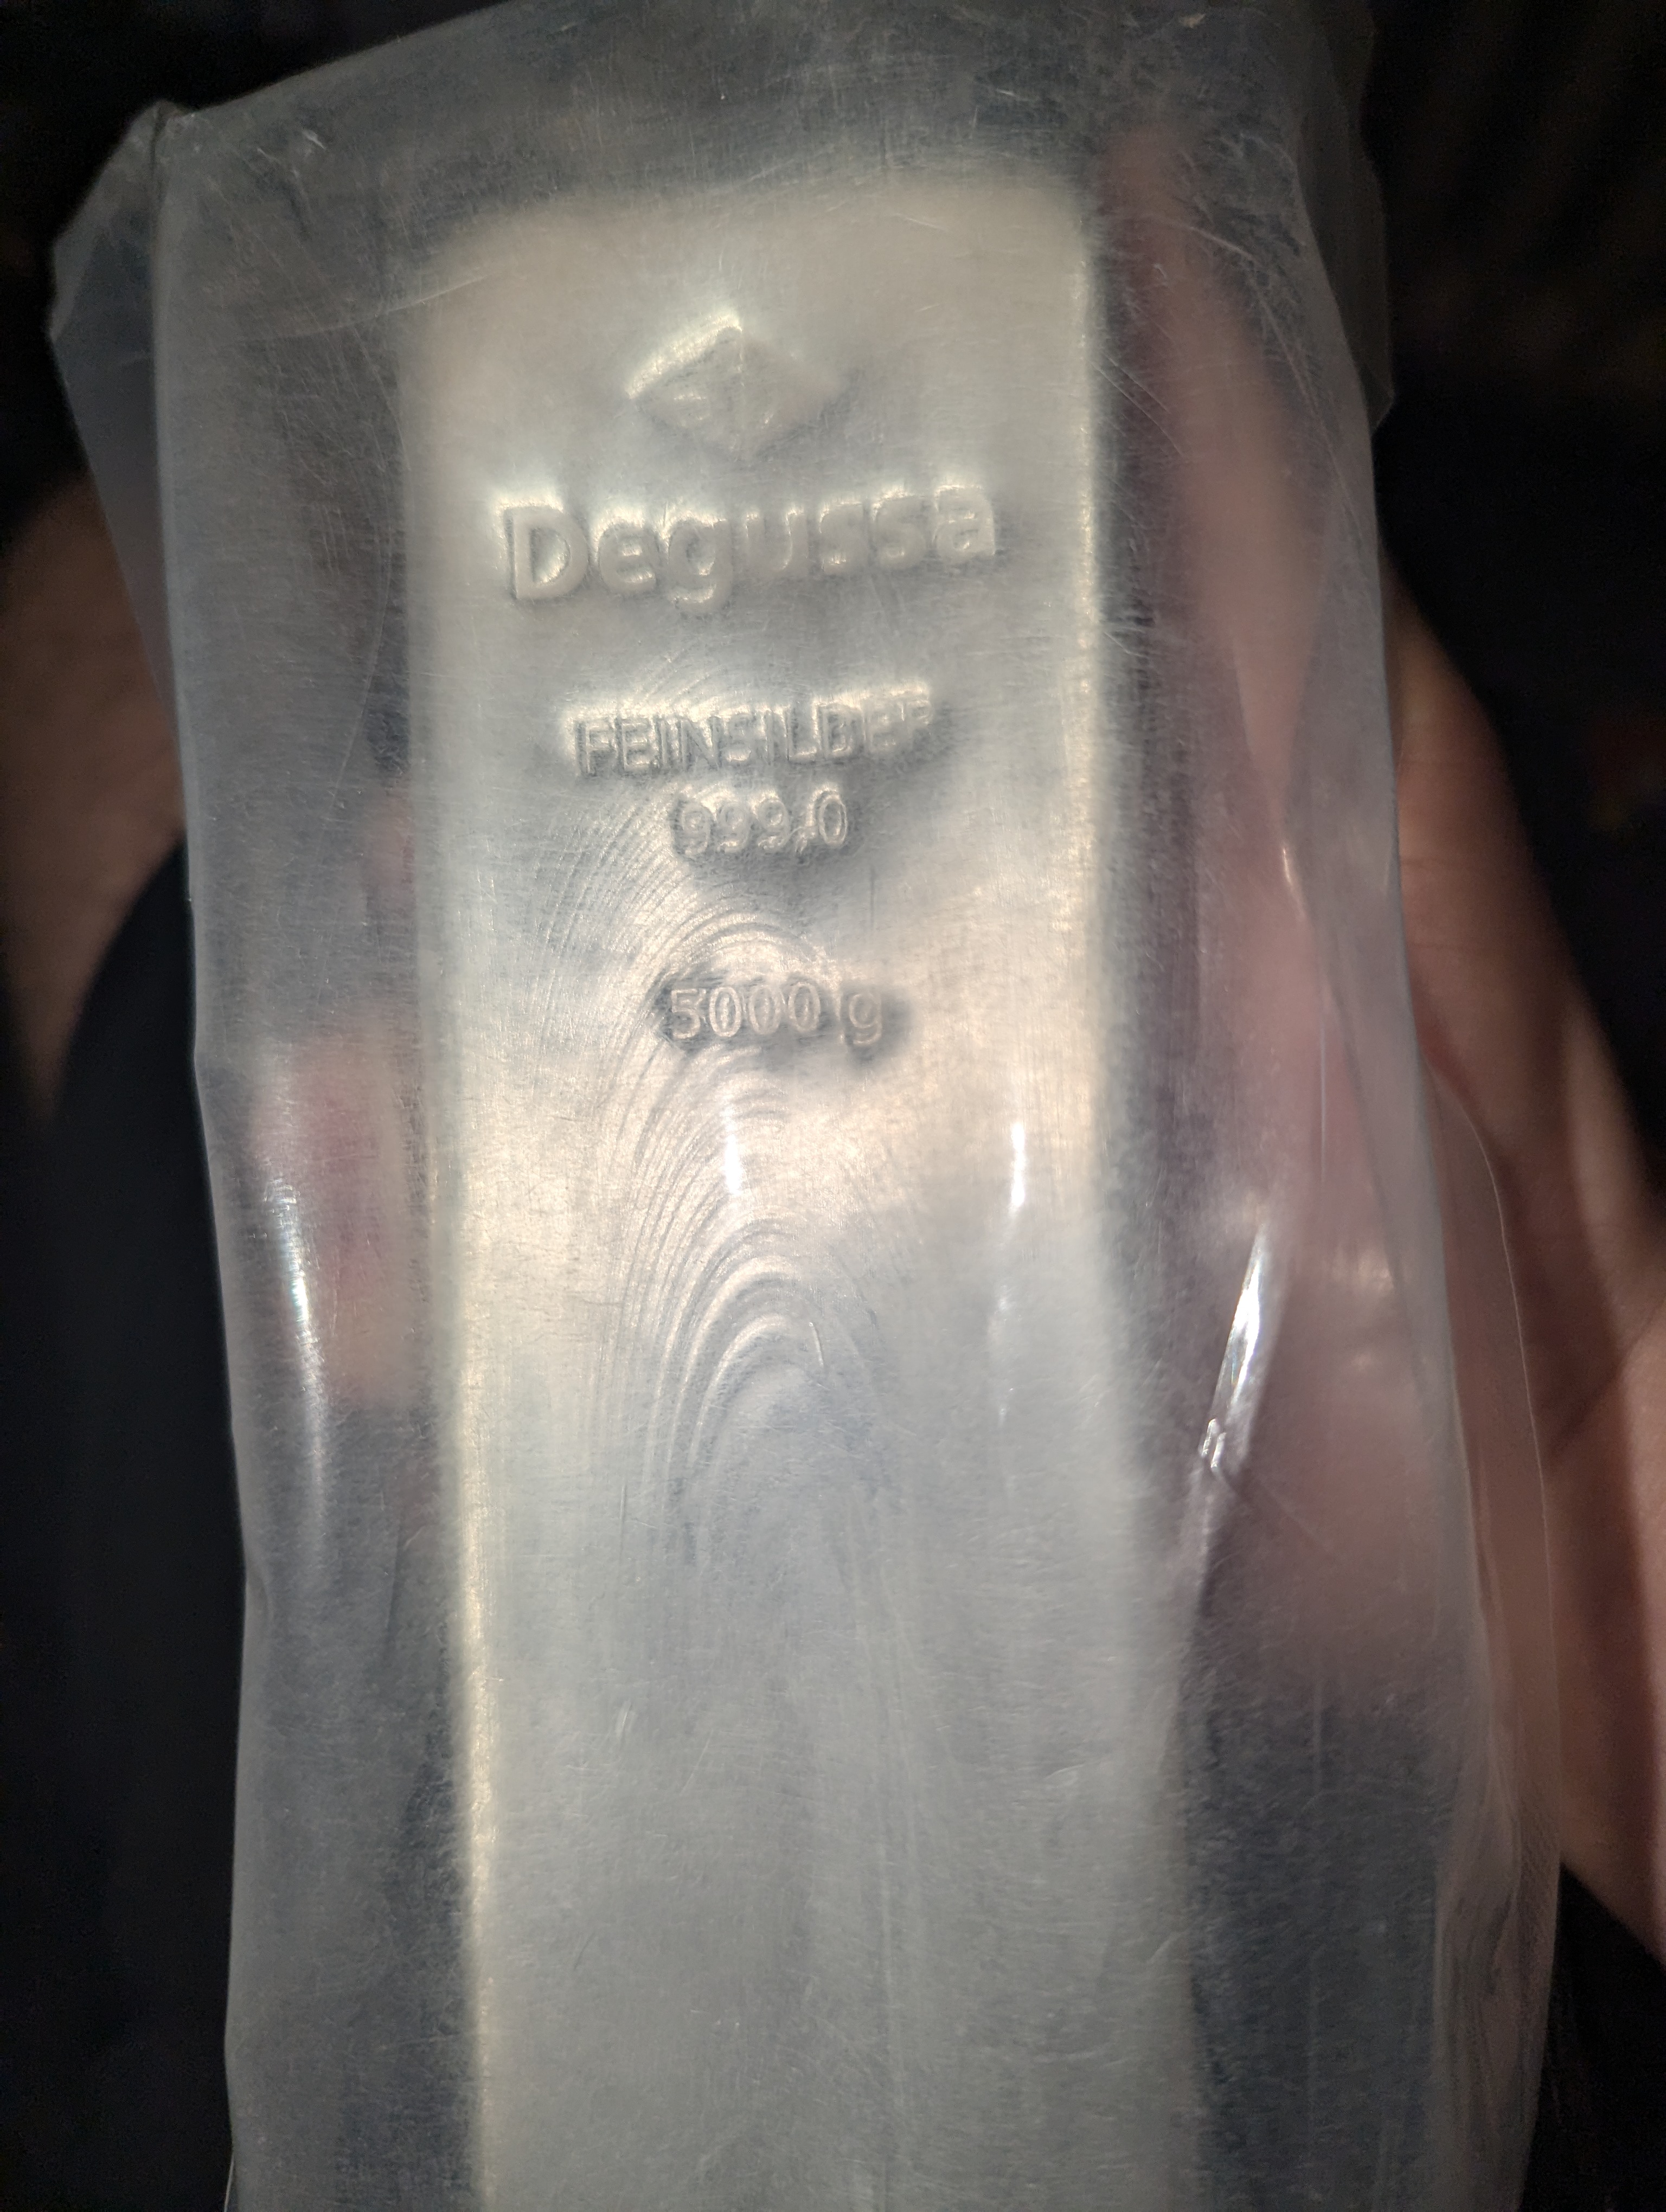 Degussa
FEINSILBER
999,0
5000 g